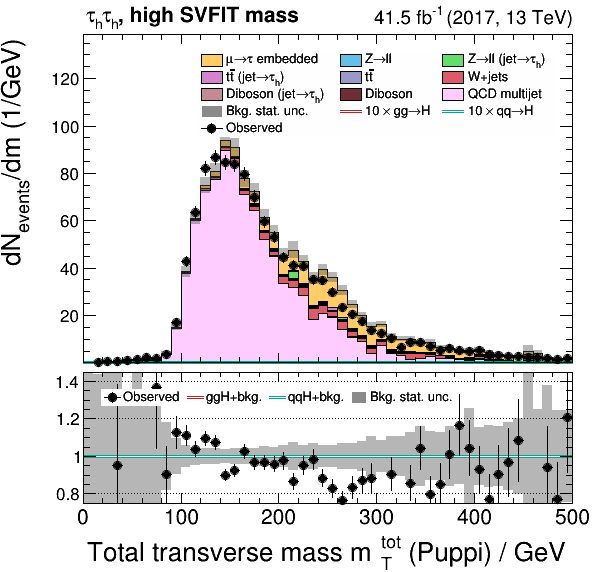 τhτh, high SVFIT mass 41.5 fb⁻¹ (2017, 13 TeV)
μ→τ embedded Z→ll Z→ll (jet→τh)
tt̄ (jet→τh) tt̄ W+jets
Diboson (jet→τh) Diboson QCD multijet
Bkg. stat. unc. 10 × gg→H 10 × qq→H
Observed
dNevents/dm (1/GeV)
120
100
80
60
40
20
1.4
Observed ggH+bkg. qqH+bkg. Bkg. stat. unc.
1.2
1
0.8
0 100 200 300 400 500
Total transverse mass m T tot (Puppi) / GeV